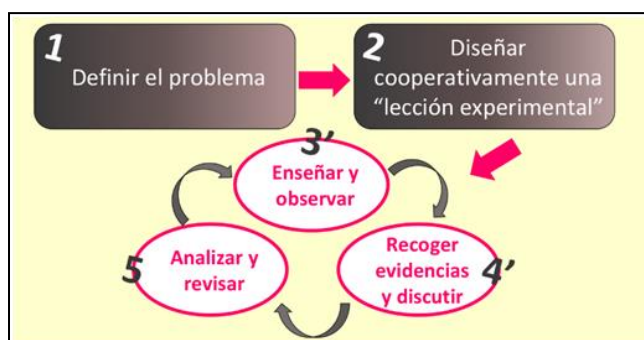 1
Definir el problema
2
Diseñar
cooperativamente una
“lección experimental”
3’
Enseñar y
observar
Recoger
evidencias
y discutir
4’
5
Analizar y
revisar